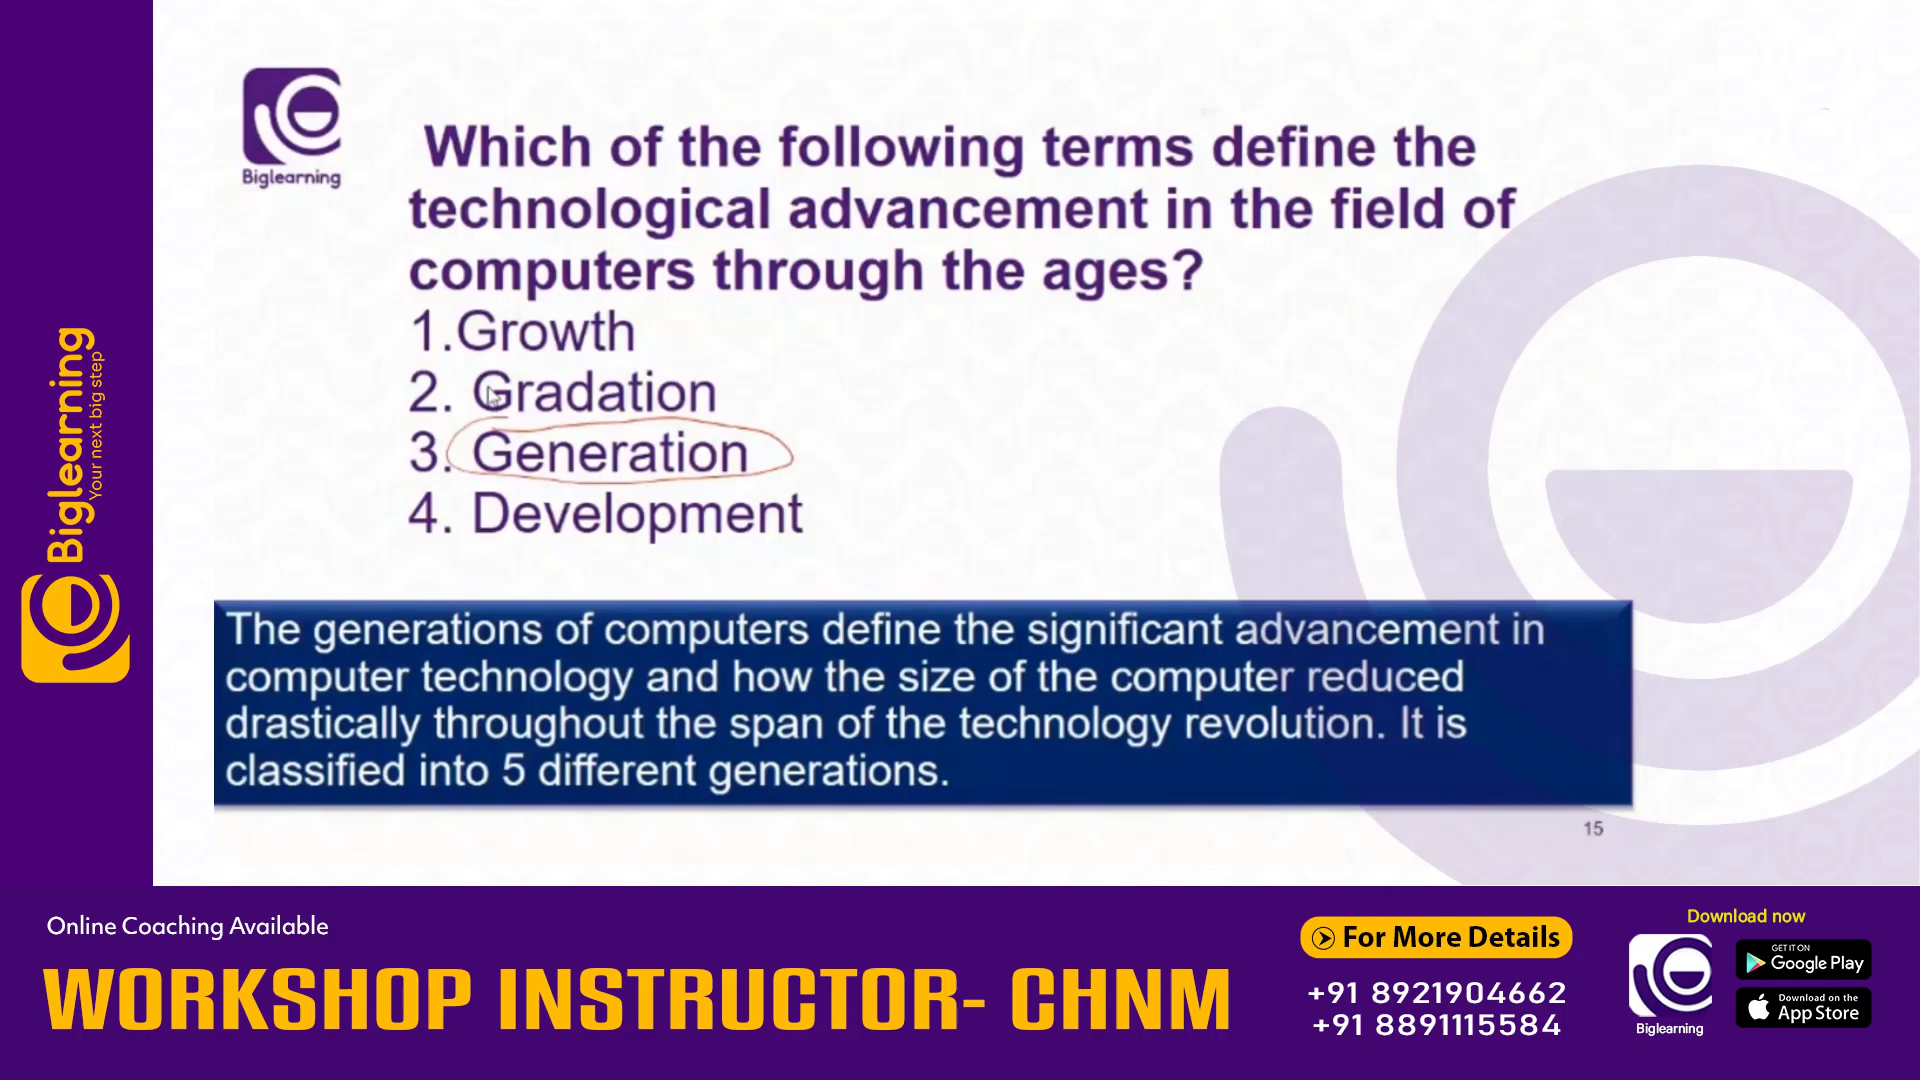 Biglearning
Which of the following terms define the
technological advancement in the field of
computers through the ages?
1.Growth
2. Gradation
3. Generation
4. Development
The generations of computers define the significant advancement in
computer technology and how the size of the computer reduced
drastically throughout the span of the technology revolution. It is
classified into 5 different generations.
15
Biglearning
Your next big step
Online Coaching Available
WORKSHOP INSTRUCTOR- CHNM
For More Details
+91 8921904662
+91 8891115584
Download now
Biglearning
GET IT ON
Google Play
Download on the
App Store